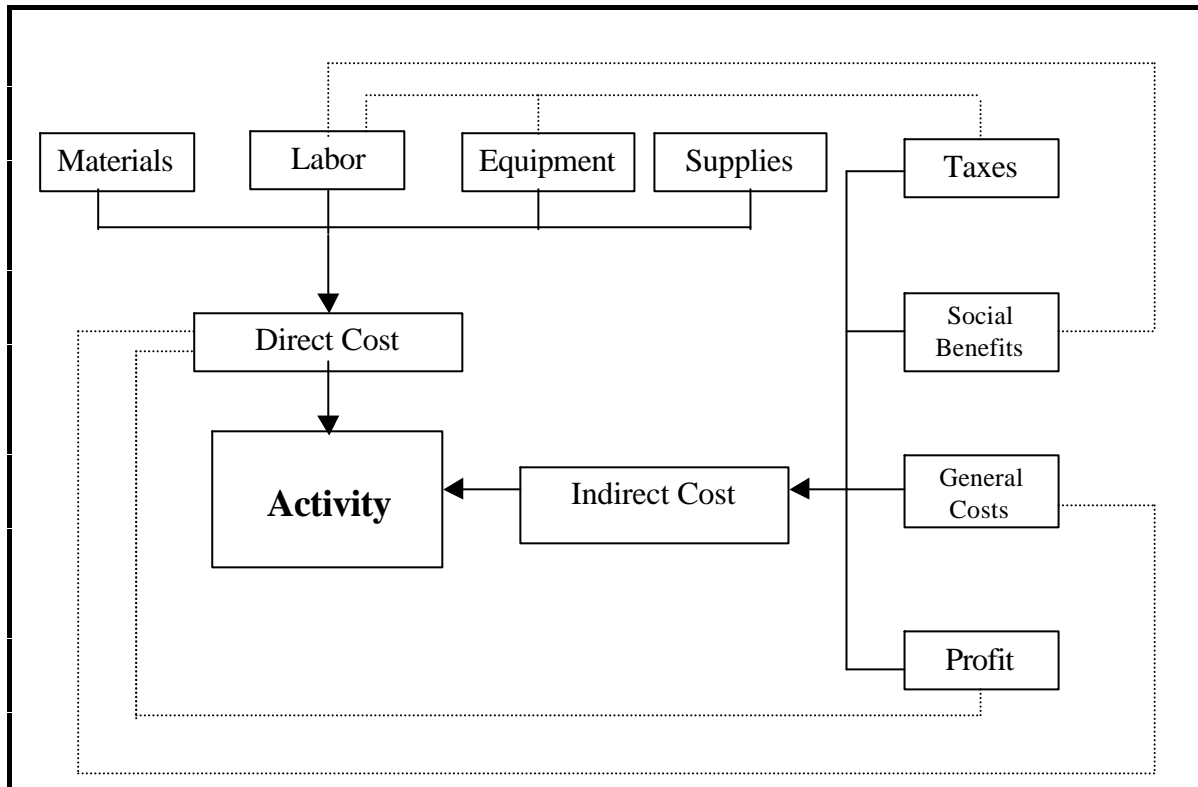 Materials
Labor
Equipment
Supplies
Taxes
Direct Cost
Social
Benefits
Activity
Indirect Cost
General
Costs
Profit